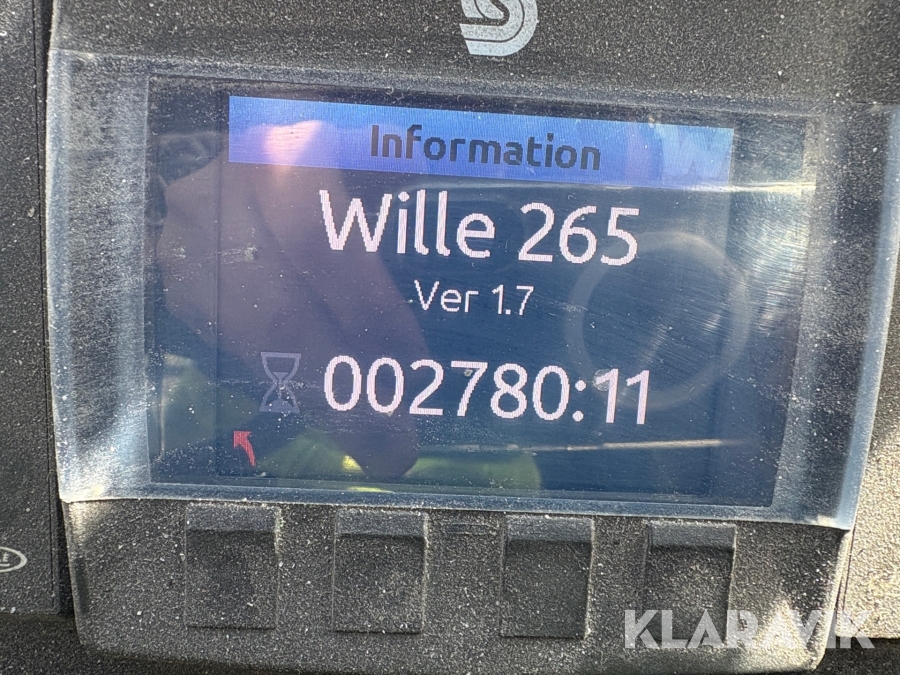 Information
Wille 265
Ver 1.7
002780:11
KLARAVIK